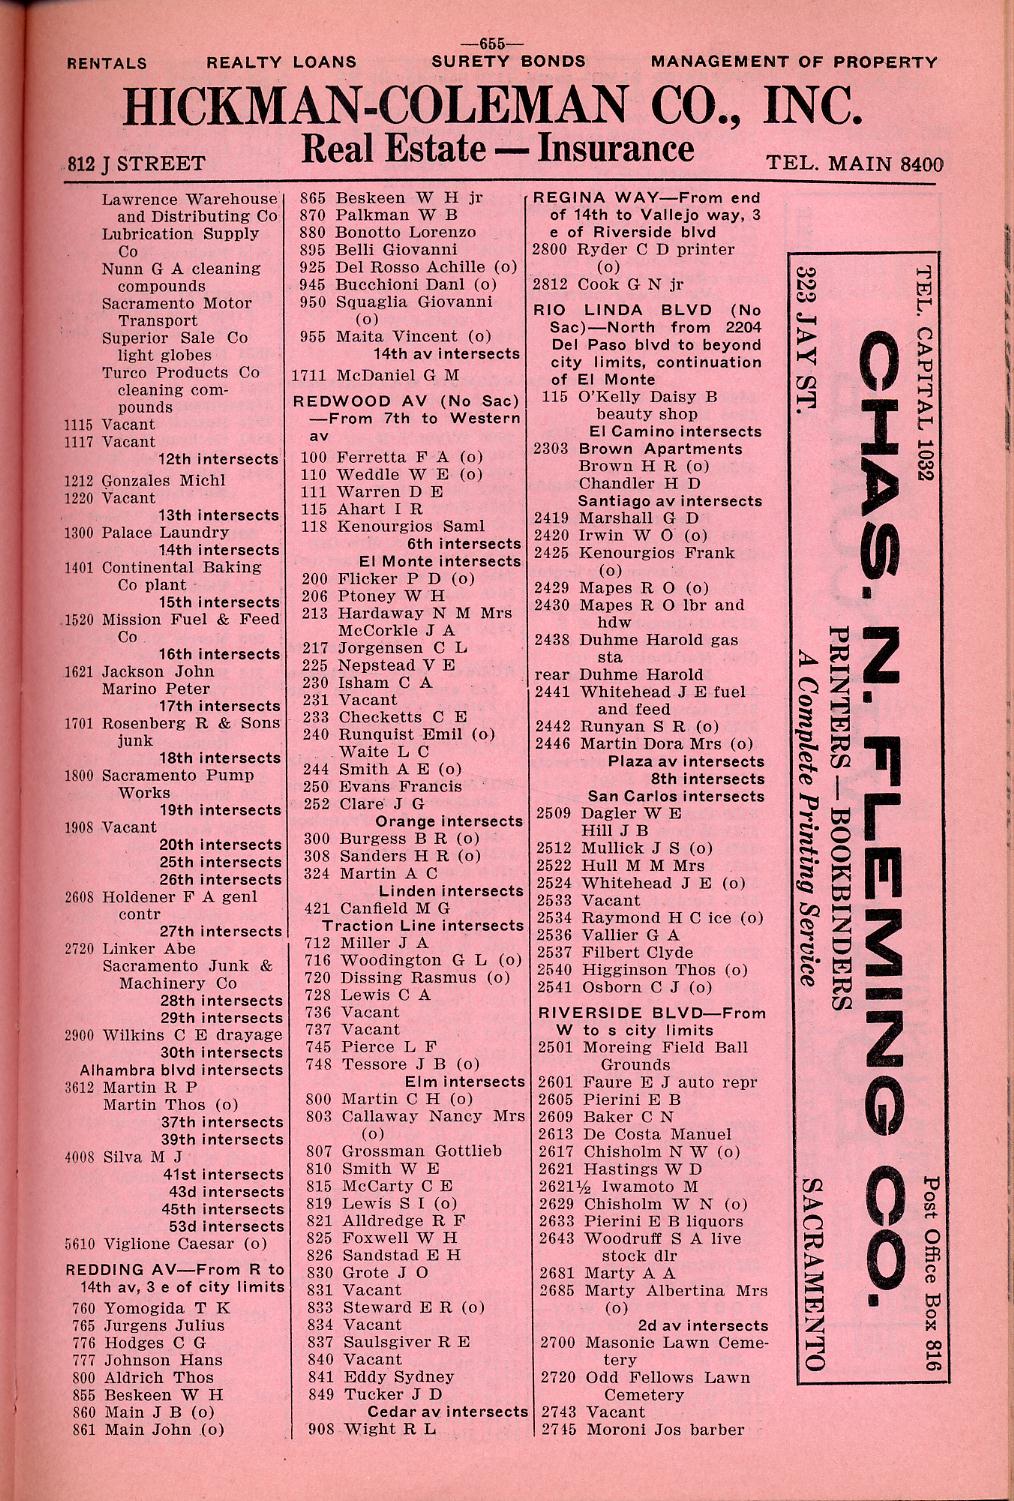 —655—
RENTALS REALTY LOANS SURETY BONDS MANAGEMENT OF PROPERTY
HICKMAN-COLEMAN CO., INC.
Real Estate — Insurance
812 J STREET TEL. MAIN 8400
Lawrence Warehouse
and Distributing Co
Lubrication Supply
Co
Nunn G A cleaning
compounds
Sacramento Motor
Transport
Superior Sale Co
light globes
Turco Products Co
cleaning com-
pounds
1115 Vacant
1117 Vacant
12th intersects
1212 Gonzales Michl
1220 Vacant
13th intersects
1300 Palace Laundry
14th intersects
1401 Continental Baking
Co plant
15th intersects
1520 Mission Fuel & Feed
Co
16th intersects
1621 Jackson John
Marino Peter
17th intersects
1701 Rosenberg R & Sons
junk
18th intersects
1800 Sacramento Pump
Works
19th intersects
1908 Vacant
20th intersects
25th intersects
26th intersects
2608 Holdener F A genl
contr
27th intersects
2720 Linker Abe
Sacramento Junk &
Machinery Co
28th intersects
29th intersects
2900 Wilkins C E drayage
30th intersects
Alhambra blvd intersects
3612 Martin R P
Martin Thos (o)
37th intersects
39th intersects
4008 Silva M J
41st intersects
43d intersects
45th intersects
53d intersects
5610 Viglione Caesar (o)
REDDING AV—From R to
14th av, 3 e of city limits
760 Yomogida T K
765 Jurgens Julius
776 Hodges C G
777 Johnson Hans
800 Aldrich Thos
855 Beskeen W H
860 Main J B (o)
861 Main John (o)
865 Beskeen W H jr
870 Palkman W B
880 Bonotto Lorenzo
895 Belli Giovanni
925 Del Rosso Achille (o)
945 Bucchioni Danl (o)
950 Squaglia Giovanni
(o)
955 Maita Vincent (o)
14th av intersects
1711 McDaniel G M
REDWOOD AV (No Sac)
—From 7th to Western
av
100 Ferretta F A (o)
110 Weddle W E (o)
111 Warren D E
115 Ahart I R
118 Kenourgios Saml
6th intersects
El Monte intersects
200 Flicker P D (o)
206 Ptoney W H
213 Hardaway N M Mrs
McCorkle J A
217 Jorgensen C L
225 Nepstead V E
230 Isham C A
231 Vacant
233 Checketts C E
240 Runquist Emil (o)
Waite L C
244 Smith A E (o)
250 Evans Francis
252 Clare J G
Orange intersects
300 Burgess B R (o)
308 Sanders H R (o)
324 Martin A C
Linden intersects
421 Canfield M G
Traction Line intersects
712 Miller J A
716 Woodington G L (o)
720 Dissing Rasmus (o)
728 Lewis C A
736 Vacant
737 Vacant
745 Pierce L F
748 Tessore J B (o)
Elm intersects
800 Martin C H (o)
803 Callaway Nancy Mrs
(o)
807 Grossman Gottlieb
810 Smith W E
815 McCarty C E
819 Lewis S I (o)
821 Alldredge R F
825 Foxwell W H
826 Sandstad E H
830 Grote J O
831 Vacant
833 Steward E R (o)
834 Vacant
837 Saulsgiver R E
840 Vacant
841 Eddy Sydney
849 Tucker J D
Cedar av intersects
908 Wight R L
REGINA WAY—From end
of 14th to Vallejo way, 3
e of Riverside blvd
2800 Ryder C D printer
(o)
2812 Cook G N jr
RIO LINDA BLVD (No
Sac)—North from 2204
Del Paso blvd to beyond
city limits, continuation
of El Monte
115 O'Kelly Daisy B
beauty shop
El Camino intersects
2303 Brown Apartments
Brown H R (o)
Chandler H D
Santiago av intersects
2419 Marshall G D
2420 Irwin W O (o)
2425 Kenourgios Frank
(o)
2429 Mapes R O (o)
2430 Mapes R O lbr and
hdw
2438 Duhme Harold gas
sta
rear Duhme Harold
2441 Whitehead J E fuel
and feed
2442 Runyan S R (o)
2446 Martin Dora Mrs (o)
Plaza av intersects
8th intersects
San Carlos intersects
2509 Dagler W E
Hill J B
2512 Mullick J S (o)
2522 Hull M M Mrs
2524 Whitehead J E (o)
2533 Vacant
2534 Raymond H C ice (o)
2536 Vallier G A
2537 Filbert Clyde
2540 Higginson Thos (o)
2541 Osborn C J (o)
RIVERSIDE BLVD—From
W to s city limits
2501 Moreing Field Ball
Grounds
2601 Faure E J auto repr
2605 Pierini E B
2609 Baker C N
2613 De Costa Manuel
2617 Chisholm N W (o)
2621 Hastings W D
2621½ Iwamoto M
2629 Chisholm W N (o)
2633 Pierini E B liquors
2643 Woodruff S A live
stock dlr
2681 Marty A A
2685 Marty Albertina Mrs
(o)
2d av intersects
2700 Masonic Lawn Ceme-
tery
2720 Odd Fellows Lawn
Cemetery
2743 Vacant
2745 Moroni Jos barber
TEL. CAPITAL 1032 Post Office Box 816
CHAS. N. FLEMING CO.
PRINTERS — BOOKBINDERS
A Complete Printing Service
323 JAY ST. SACRAMENTO